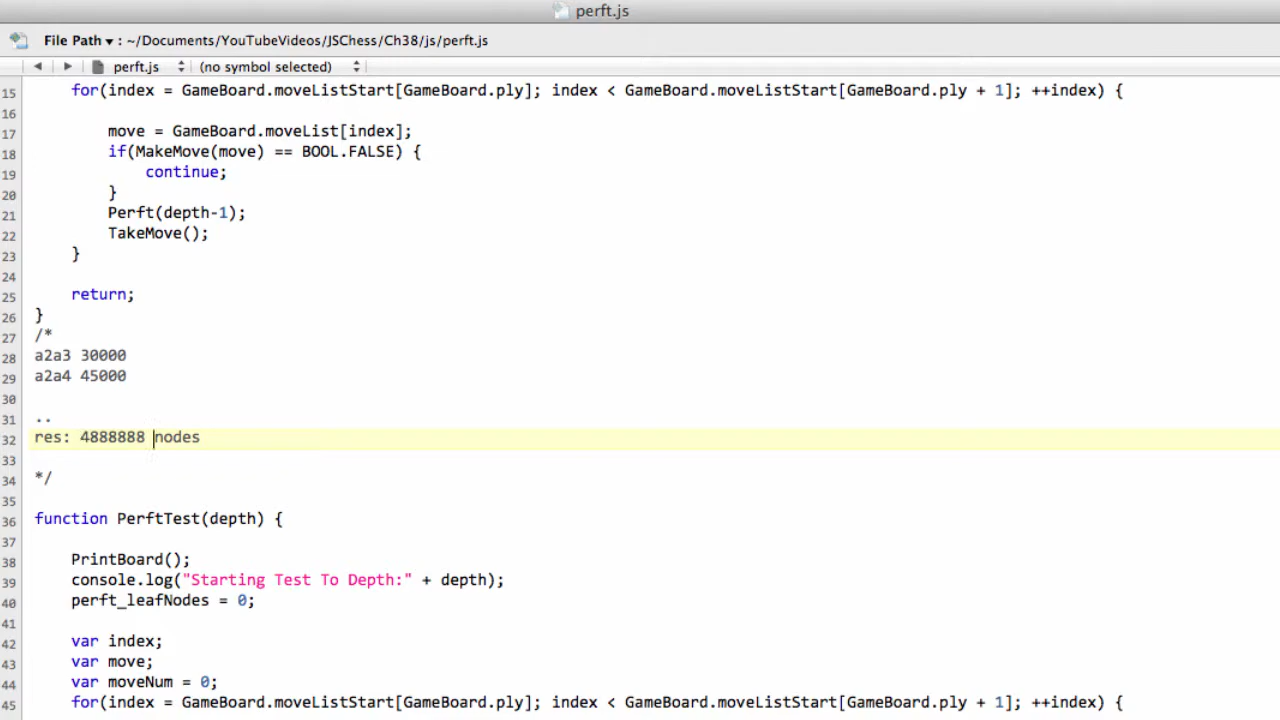 perft.js
File Path ▾ : ~/Documents/YouTubeVideos/JSChess/Ch38/js/perft.js
perft.js (no symbol selected)
15 for(index = GameBoard.moveListStart[GameBoard.ply]; index < GameBoard.moveListStart[GameBoard.ply + 1]; ++index) {
16
17 move = GameBoard.moveList[index];
18 if(MakeMove(move) == BOOL.FALSE) {
19 continue;
20 }
21 Perft(depth-1);
22 TakeMove();
23 }
24
25 return;
26 }
27 /*
28 a2a3 30000
29 a2a4 45000
30
31 ..
32 res: 4888888 nodes
33
34 */
35
36 function PerftTest(depth) {
37
38 PrintBoard();
39 console.log("Starting Test To Depth:" + depth);
40 perft_leafNodes = 0;
41
42 var index;
43 var move;
44 var moveNum = 0;
45 for(index = GameBoard.moveListStart[GameBoard.ply]; index < GameBoard.moveListStart[GameBoard.ply + 1]; ++index) {